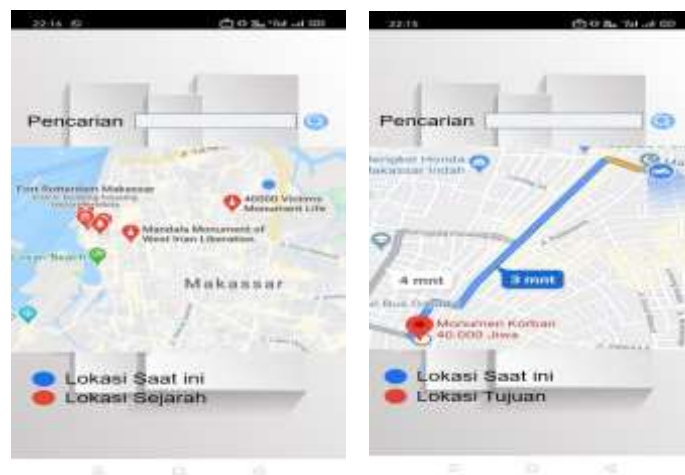 22:14
Pencarian
Fort Rotterdam Makassar
40000 Victims
Monument Life
Mandala Monument of
West Irian Liberation
Makassar
Lokasi Saat ini
Lokasi Sejarah
22:15
Pencarian
Honda
Makassar Indah
4 mnt
3 mnt
Bus
Monumen Korban
40.000 Jiwa
Lokasi Saat ini
Lokasi Tujuan